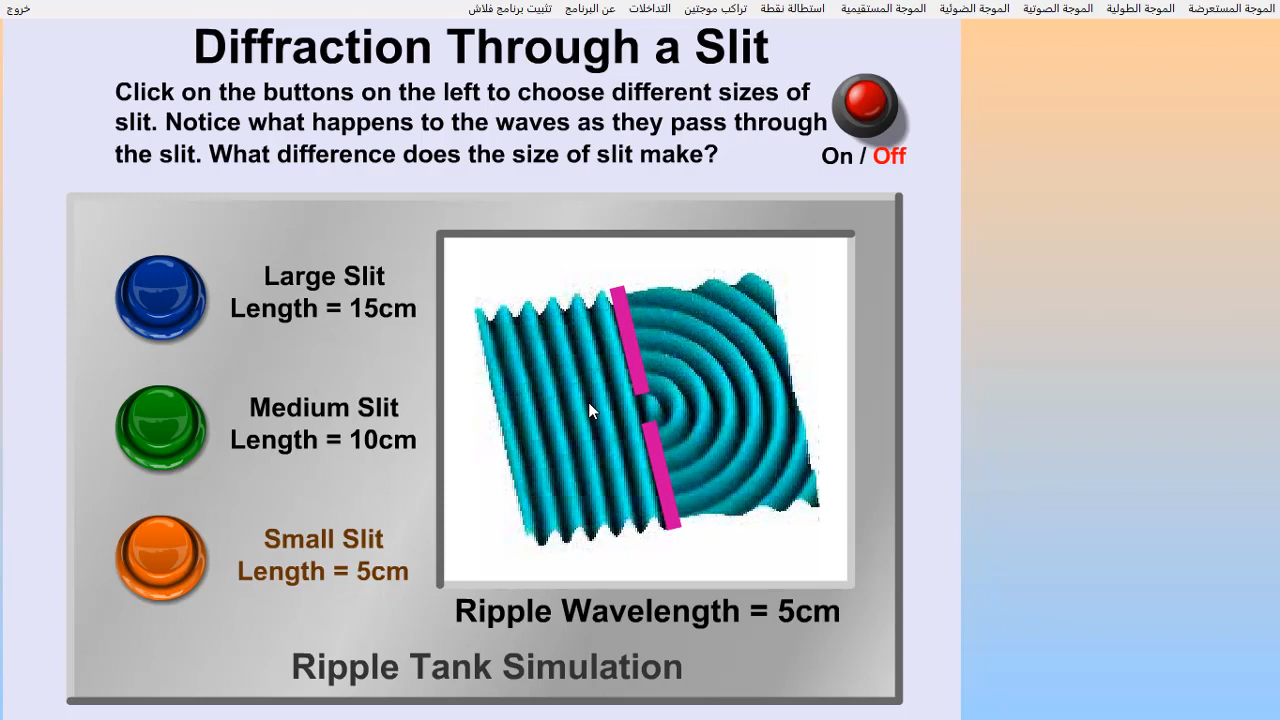 الموجة المستعرضة الموجة الطولية الموجة الصوتية الموجة الضوئية الموجة المستقيمية استطالة نقطة تراكب موجتين التداخلات عن البرنامج تثبيت برنامج فلاش خروج
Diffraction Through a Slit
Click on the buttons on the left to choose different sizes of
slit. Notice what happens to the waves as they pass through
the slit. What difference does the size of slit make?
On / Off
Large Slit
Length = 15cm
Medium Slit
Length = 10cm
Small Slit
Length = 5cm
Ripple Wavelength = 5cm
Ripple Tank Simulation